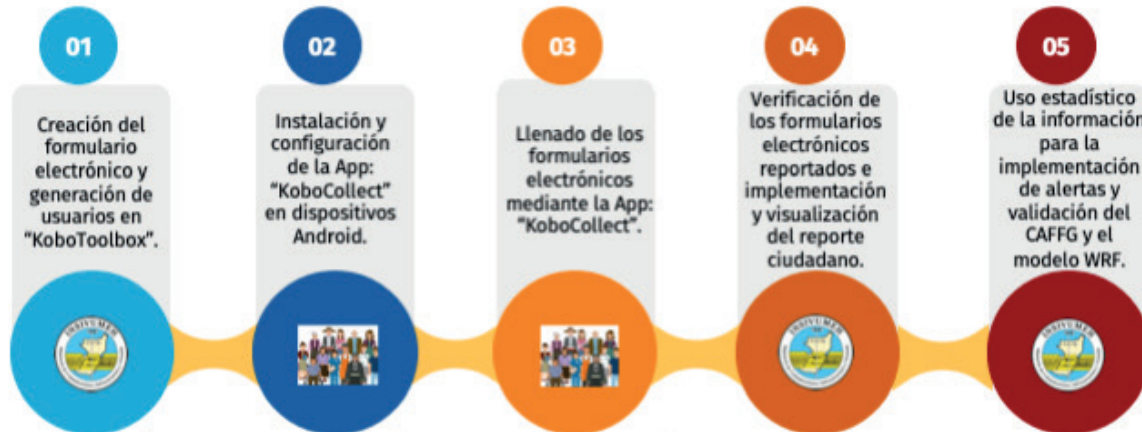 01
Creación del
formulario
electrónico y
generación de
usuarios en
“KoboToolbox”.
02
Instalación y
configuración
de la App:
“KoboCollect”
en dispositivos
Android.
03
Llenado de los
formularios
electrónicos
mediante la App:
“KoboCollect”.
04
Verificación de
los formularios
electrónicos
reportados e
implementación
y visualización
del reporte
ciudadano.
05
Uso estadístico
de la información
para la
implementación
de alertas y
validación del
CAFFG y el
modelo WRF.
INSIVUMEH
INSIVUMEH
INSIVUMEH